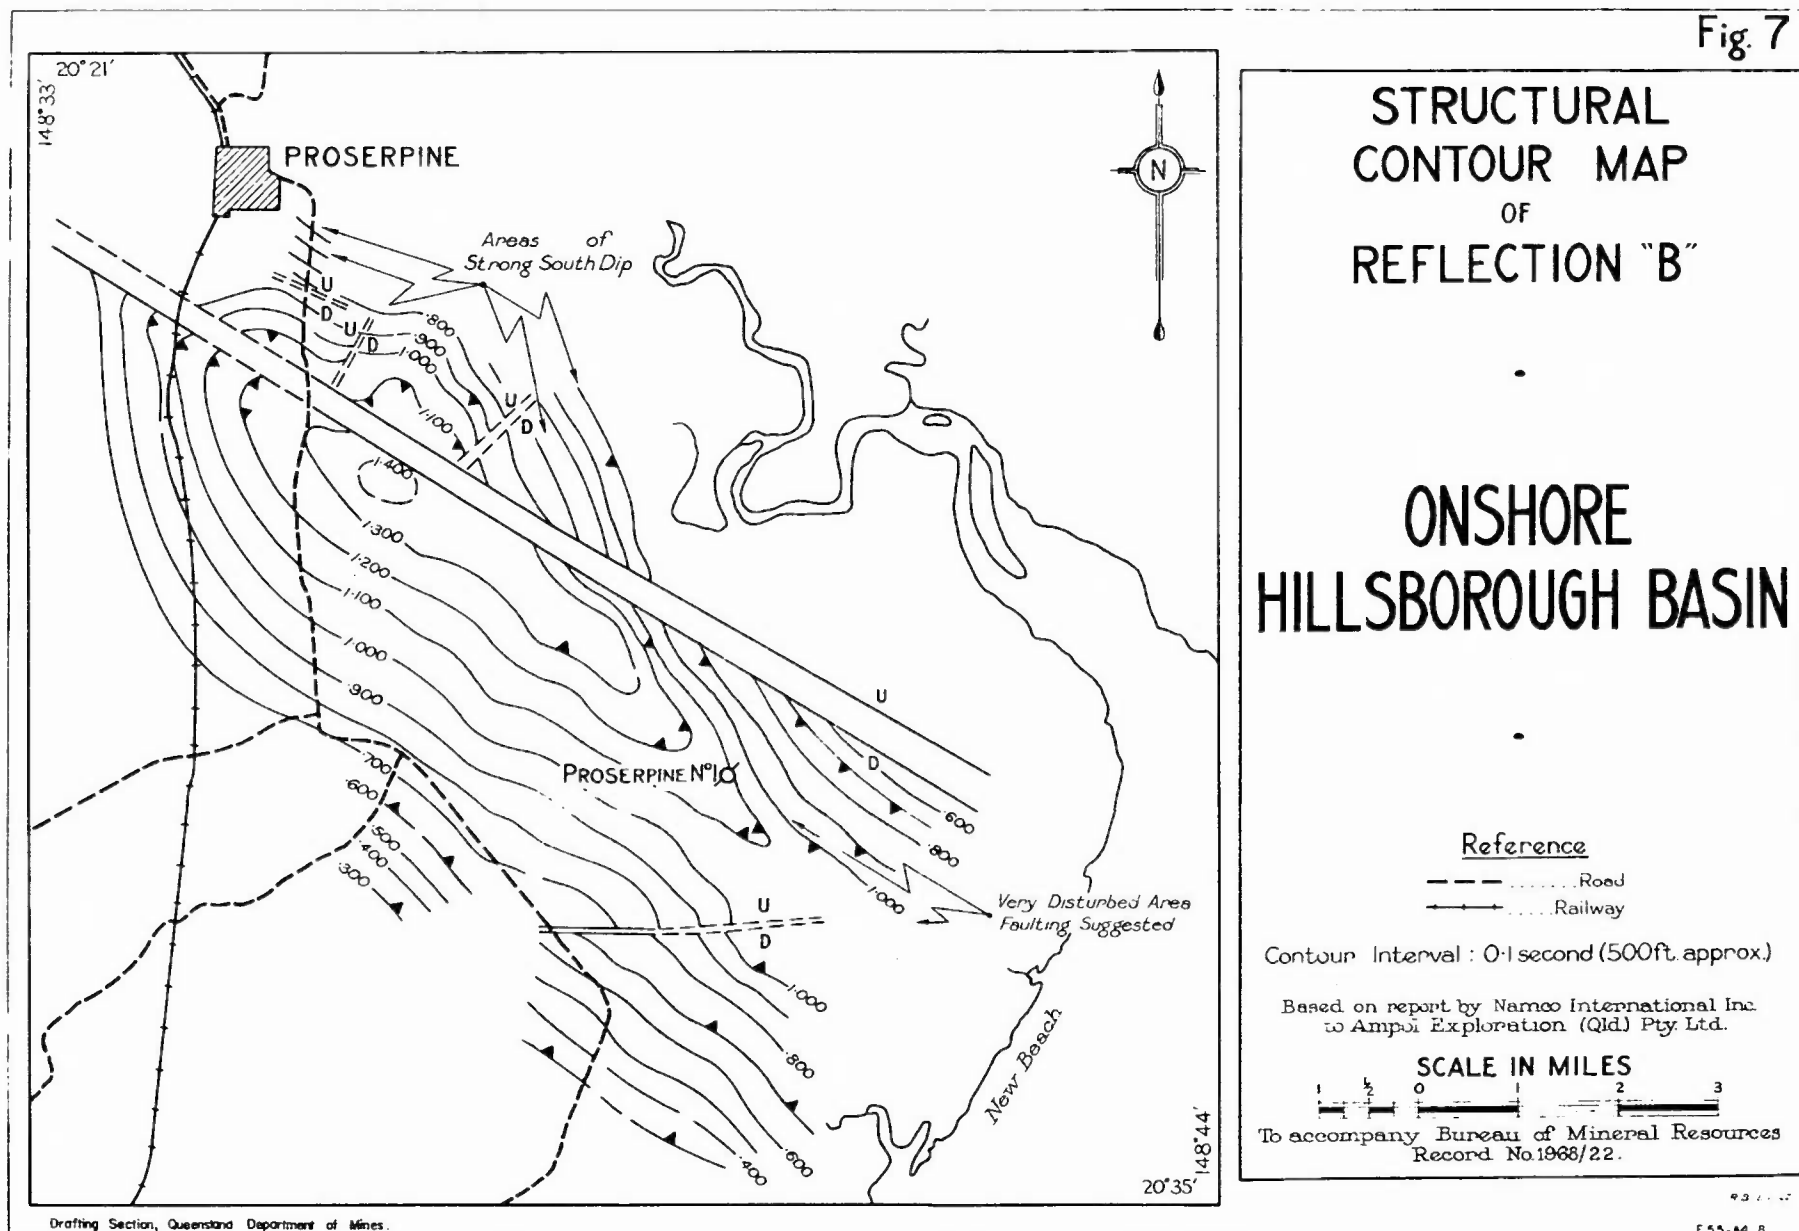 Fig. 7
20°21'
148°33'
PROSERPINE
Areas of
Strong South Dip
N
U
D
U
D
·800
·900
1·000
1·100
U
D
1·400
1·300
1·200
1·100
1·000
·900
·700
·600
·500
·400
·300
PROSERPINE Nº1
U
D
·600
·800
1·000
Very Disturbed Area
Faulting Suggested
U
D
1·000
·800
·600
·400
New Beach
148°44'
20°35'
STRUCTURAL
CONTOUR MAP
OF
REFLECTION "B"
ONSHORE
HILLSBOROUGH BASIN
Reference
Road
Railway
Contour Interval : 0·1 second (500ft. approx.)
Based on report by Namco International Inc.
to Ampol Exploration (Qld.) Pty. Ltd.
SCALE IN MILES
1 ½ 0 1 2 3
To accompany Bureau of Mineral Resources
Record No.1968/22.
Drafting Section, Queensland Department of Mines.